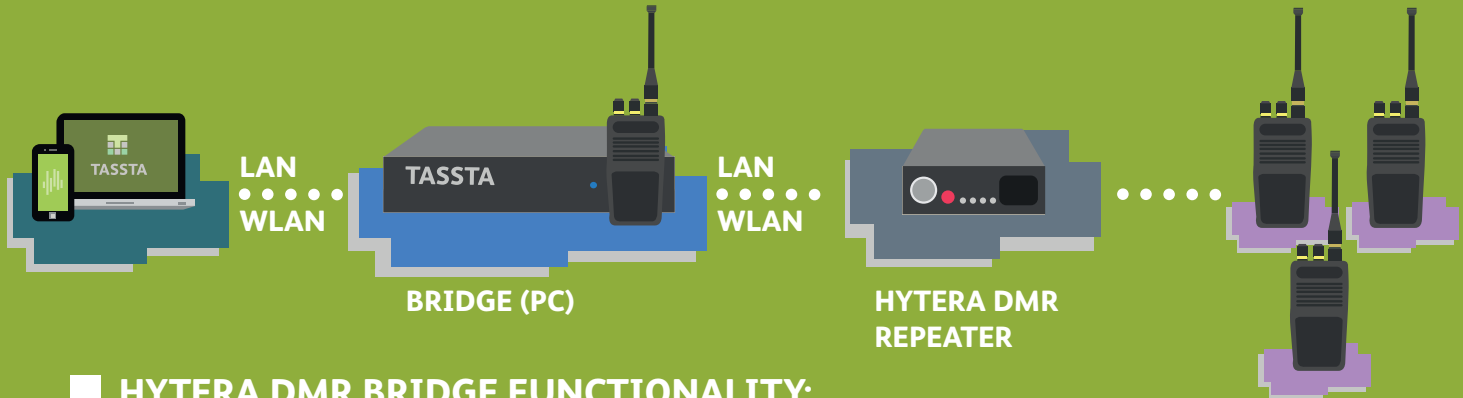 TASSTA
LAN
WLAN
TASSTA
LAN
WLAN
BRIDGE (PC)
HYTERA DMR
REPEATER
HYTERA DMR BRIDGE FUNCTIONALITY: